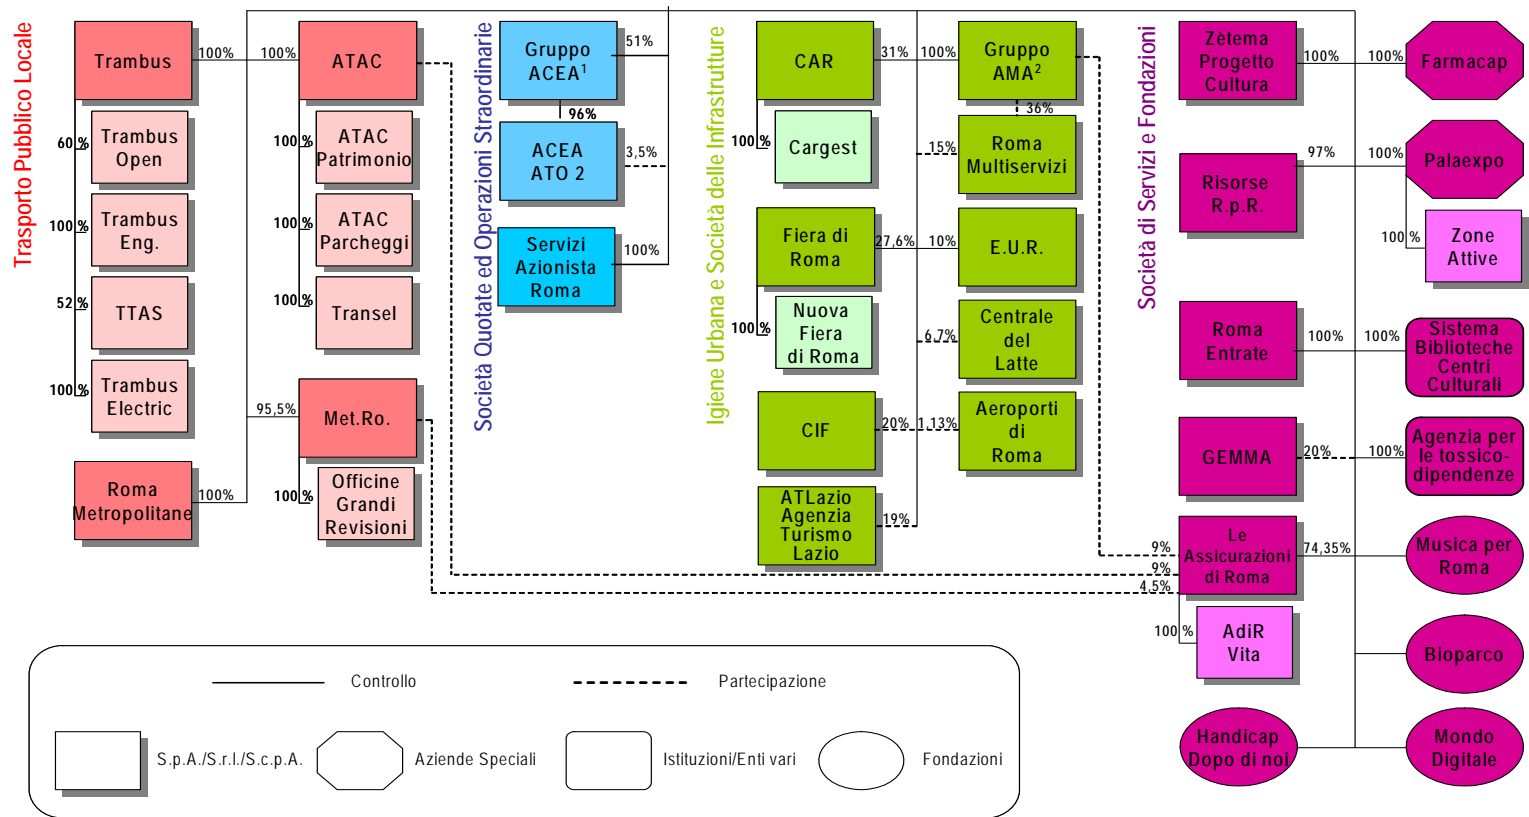 Trasporto Pubblico Locale
Trambus
100%
100%
ATAC
60 %
Trambus
Open
100 %
ATAC
Patrimonio
100 %
Trambus
Eng.
100 %
ATAC
Parcheggi
52 %
TTAS
100 %
Transel
100 %
Trambus
Electric
95,5%
Met.Ro.
Roma
Metropolitane
100%
100 %
Officine
Grandi
Revisioni
Società Quotate ed Operazioni Straordinarie
Gruppo
ACEA1
51%
96%
ACEA
ATO 2
3,5%
Servizi
Azionista
Roma
100%
Igiene Urbana e Società delle Infrastrutture
CAR
31%
100%
Gruppo
AMA2
36%
100 %
Cargest
15%
Roma
Multiservizi
Fiera di
Roma
27,6%
10%
E.U.R.
100 %
Nuova
Fiera
di Roma
6,7%
Centrale
del
Latte
CIF
20%
1,13%
Aeroporti
di
Roma
ATLazio
Agenzia
Turismo
Lazio
19%
Società di Servizi e Fondazioni
Zètema
Progetto
Cultura
100%
100%
Farmacap
Risorse
R.p.R.
97%
100%
Palaexpo
100 %
Zone
Attive
Roma
Entrate
100%
100%
Sistema
Biblioteche
Centri
Culturali
GEMMA
20%
100%
Agenzia per
le tossico-
dipendenze
9%
9%
4,5%
Le
Assicurazioni
di Roma
74,35%
Musica per
Roma
100 %
AdiR
Vita
Bioparco
Handicap
Dopo di noi
Mondo
Digitale
Controllo
Partecipazione
S.p.A./S.r.l./S.c.p.A.
Aziende Speciali
Istituzioni/Enti vari
Fondazioni